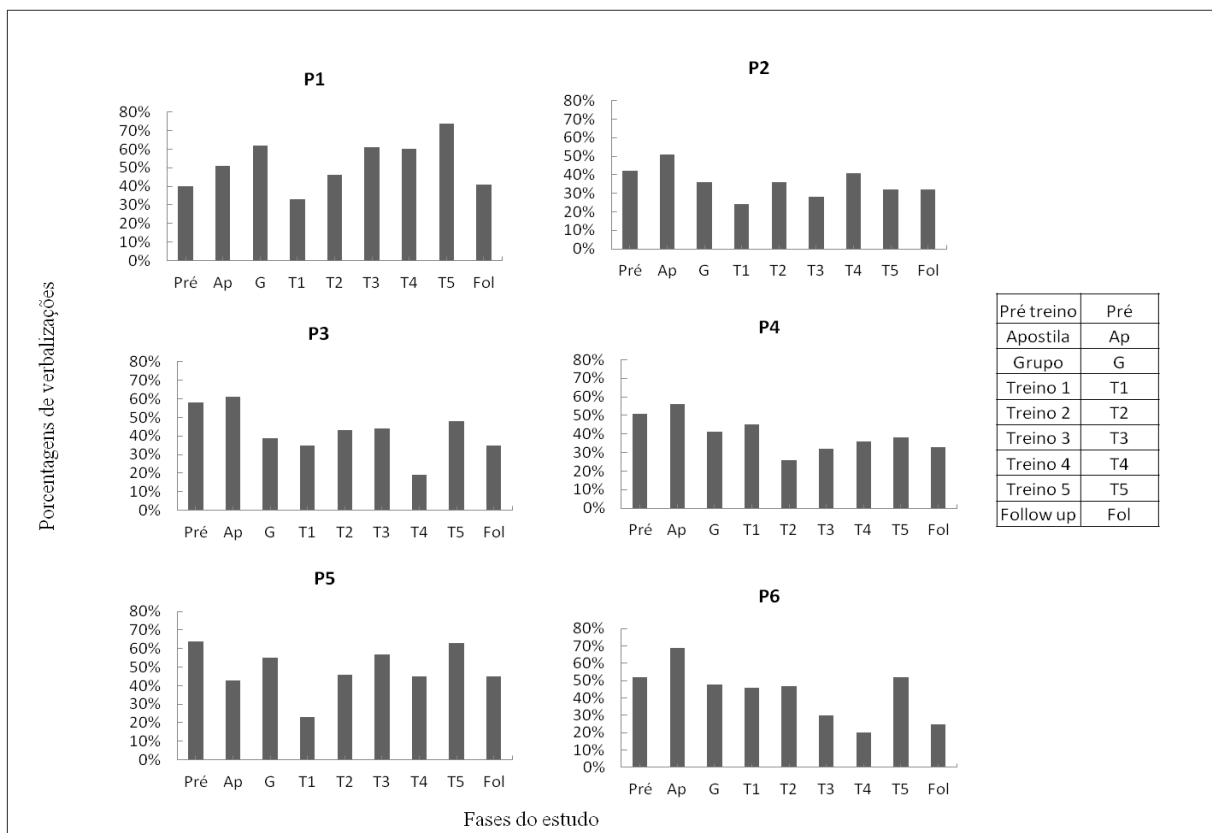 P1
80%
70%
60%
50%
40%
30%
20%
10%
0%
Pré Ap G T1 T2 T3 T4 T5 Fol
P2
80%
70%
60%
50%
40%
30%
20%
10%
0%
Pré Ap G T1 T2 T3 T4 T5 Fol
Porcentagens de verbalizações
P3
80%
70%
60%
50%
40%
30%
20%
10%
0%
Pré Ap G T1 T2 T3 T4 T5 Fol
P4
80%
70%
60%
50%
40%
30%
20%
10%
0%
Pré Ap G T1 T2 T3 T4 T5 Fol
Pré treino Pré
Apostila Ap
Grupo G
Treino 1 T1
Treino 2 T2
Treino 3 T3
Treino 4 T4
Treino 5 T5
Follow up Fol
P5
80%
70%
60%
50%
40%
30%
20%
10%
0%
Pré Ap G T1 T2 T3 T4 T5 Fol
P6
80%
70%
60%
50%
40%
30%
20%
10%
0%
Pré Ap G T1 T2 T3 T4 T5 Fol
Fases do estudo